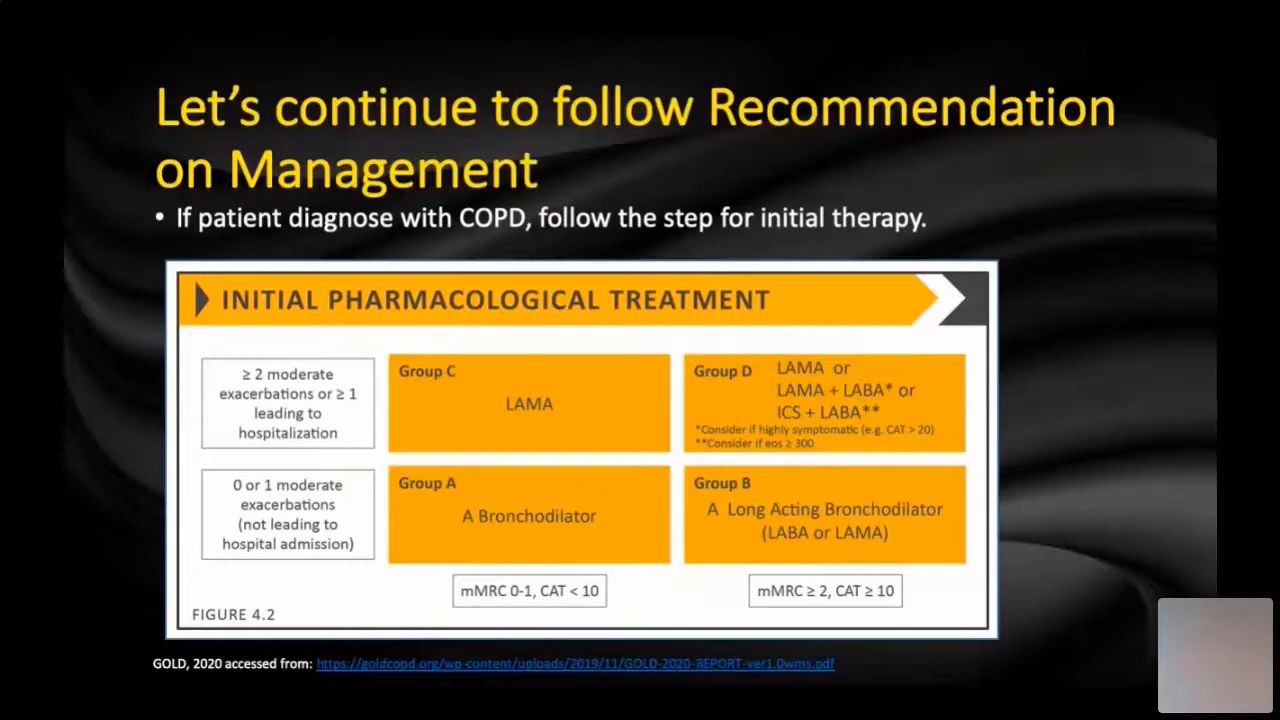 Let's continue to follow Recommendation
on Management
• If patient diagnose with COPD, follow the step for initial therapy.
INITIAL PHARMACOLOGICAL TREATMENT
≥ 2 moderate
exacerbations or ≥ 1
leading to
hospitalization
Group C
LAMA
Group D
LAMA or
LAMA + LABA* or
ICS + LABA**
*Consider if highly symptomatic (e.g. CAT > 20)
**Consider if eos ≥ 300
0 or 1 moderate
exacerbations
(not leading to
hospital admission)
Group A
A Bronchodilator
Group B
A Long Acting Bronchodilator
(LABA or LAMA)
mMRC 0-1, CAT < 10
mMRC ≥ 2, CAT ≥ 10
FIGURE 4.2
GOLD, 2020 accessed from: https://goldcopd.org/wp-content/uploads/2019/11/GOLD-2020-REPORT-ver1.0wms.pdf